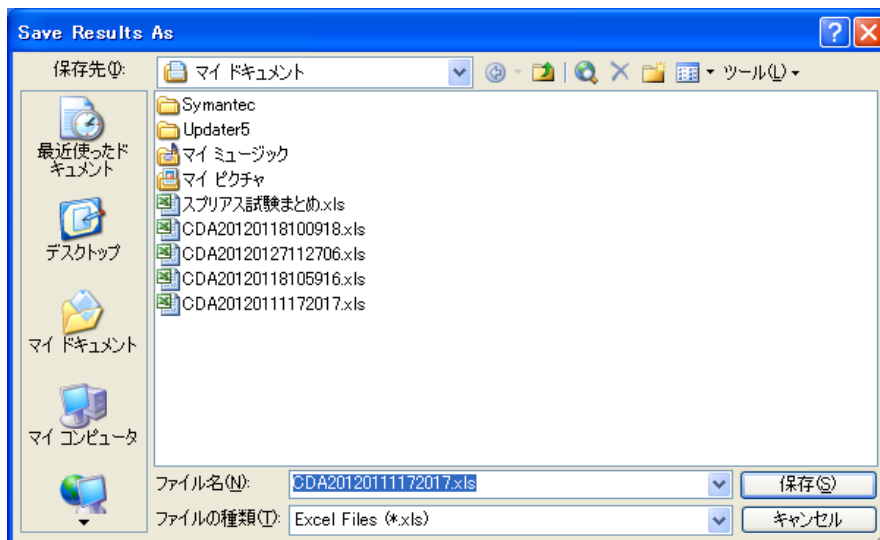 Save Results As
保存先(I):
マイ ドキュメント
ツール(L)
最近使ったド
キュメント
デスクトップ
マイ ドキュメント
マイ コンピュータ
Symantec
Updater5
マイ ミュージック
マイ ピクチャ
スプリアス試験まとめ.xls
CDA20120118100918.xls
CDA20120127112706.xls
CDA20120118105916.xls
CDA20120111172017.xls
ファイル名(N):
CDA20120111172017.xls
保存(S)
ファイルの種類(T):
Excel Files (*.xls)
キャンセル